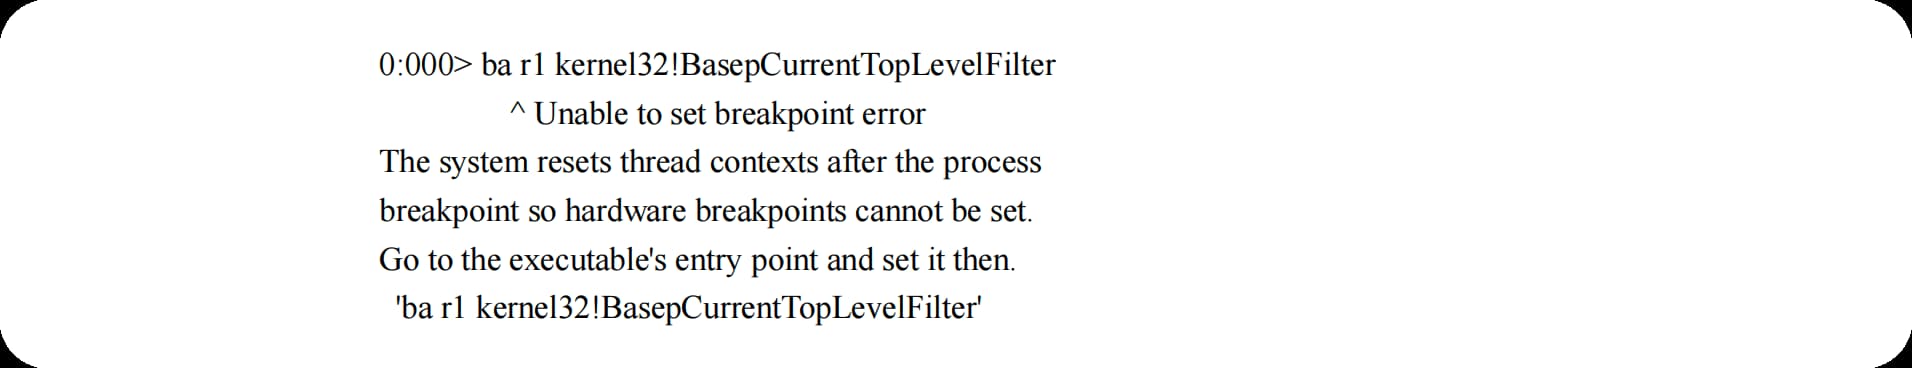 0:000> ba r1 kernel32!BasepCurrentTopLevelFilter
^ Unable to set breakpoint error
The system resets thread contexts after the process
breakpoint so hardware breakpoints cannot be set.
Go to the executable's entry point and set it then.
'ba r1 kernel32!BasepCurrentTopLevelFilter'